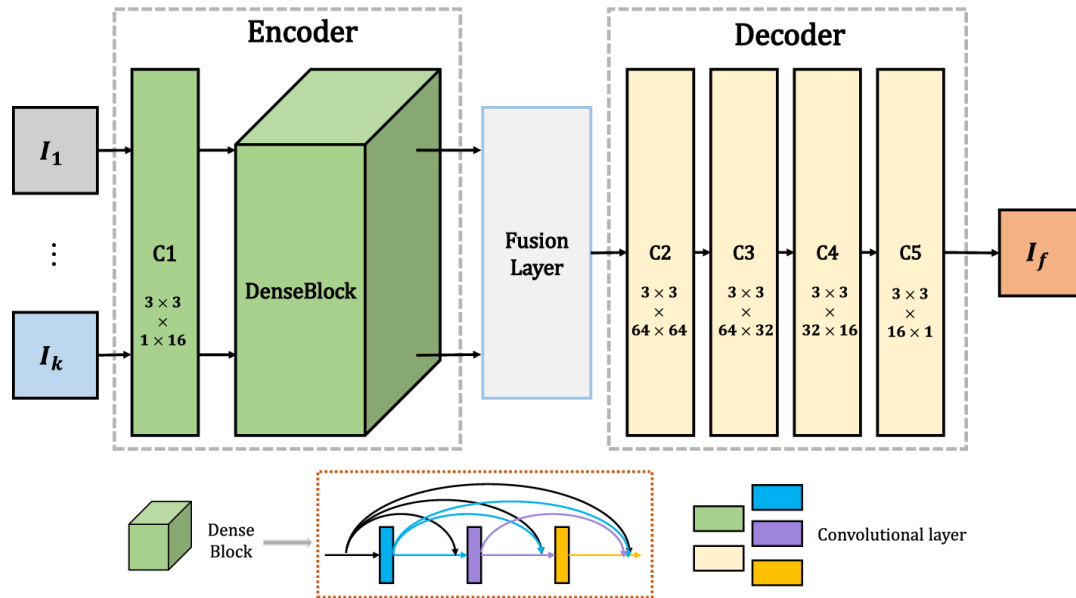 Encoder
Decoder
I₁
⋮
Iₖ
C1
3 × 3
×
1 × 16
DenseBlock
Fusion
Layer
C2
3 × 3
×
64 × 64
C3
3 × 3
×
64 × 32
C4
3 × 3
×
32 × 16
C5
3 × 3
×
16 × 1
I_f
Dense
Block
Convolutional layer